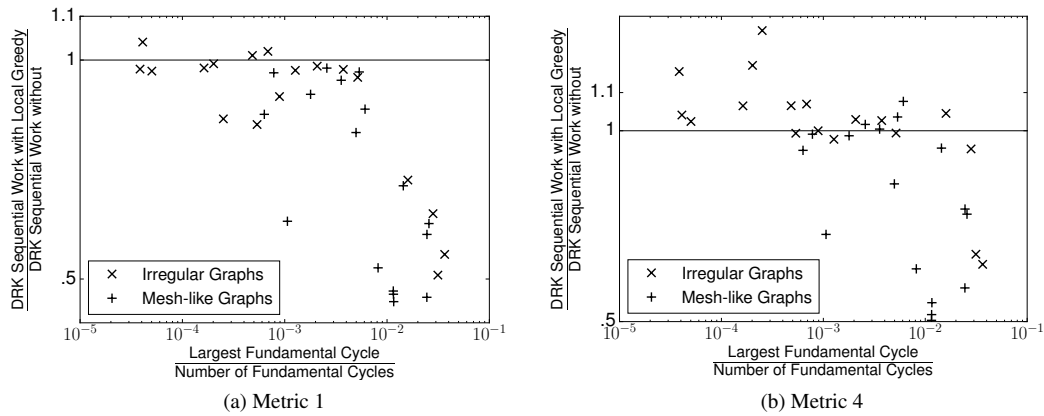 DRK Sequential Work with Local Greedy
DRK Sequential Work without
1.1
1
.5
× Irregular Graphs
+ Mesh-like Graphs
10⁻⁵ 10⁻⁴ 10⁻³ 10⁻² 10⁻¹
Largest Fundamental Cycle
Number of Fundamental Cycles
(a) Metric 1
DRK Sequential Work with Local Greedy
DRK Sequential Work without
1.1
1
.5
× Irregular Graphs
+ Mesh-like Graphs
10⁻⁵ 10⁻⁴ 10⁻³ 10⁻² 10⁻¹
Largest Fundamental Cycle
Number of Fundamental Cycles
(b) Metric 4